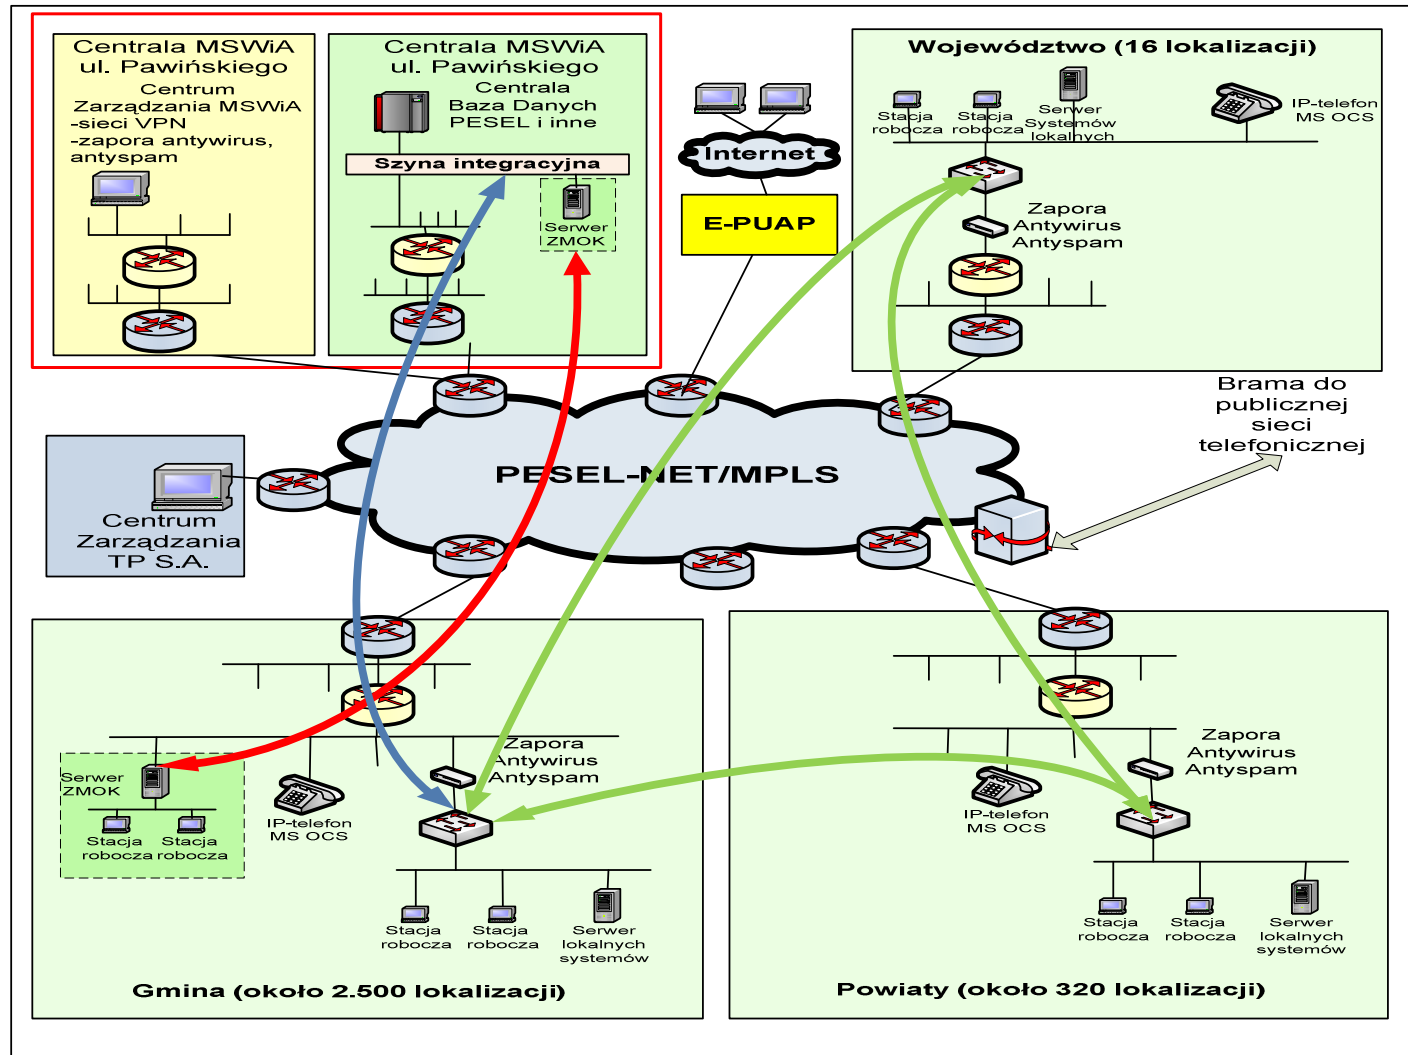 Centrala MSWiA
ul. Pawińskiego
Centrum
Zarządzania MSWiA
-sieci VPN
-zapora antywirus,
antyspam
Centrala MSWiA
ul. Pawińskiego
Centrala
Baza Danych
PESEL i inne
Szyna integracyjna
Serwer
ZMOK
Internet
E-PUAP
Województwo (16 lokalizacji)
Stacja
robocza
Stacja
robocza
Serwer
Systemów
lokalnych
IP-telefon
MS OCS
Zapora
Antywirus
Antyspam
Brama do
publicznej
sieci
telefonicznej
PESEL-NET/MPLS
Centrum
Zarządzania
TP S.A.
Serwer
ZMOK
Stacja
robocza
Stacja
robocza
IP-telefon
MS OCS
Zapora
Antywirus
Antyspam
Stacja
robocza
Stacja
robocza
Serwer
lokalnych
systemów
Gmina (około 2.500 lokalizacji)
IP-telefon
MS OCS
Zapora
Antywirus
Antyspam
Stacja
robocza
Stacja
robocza
Serwer
lokalnych
systemów
Powiaty (około 320 lokalizacji)